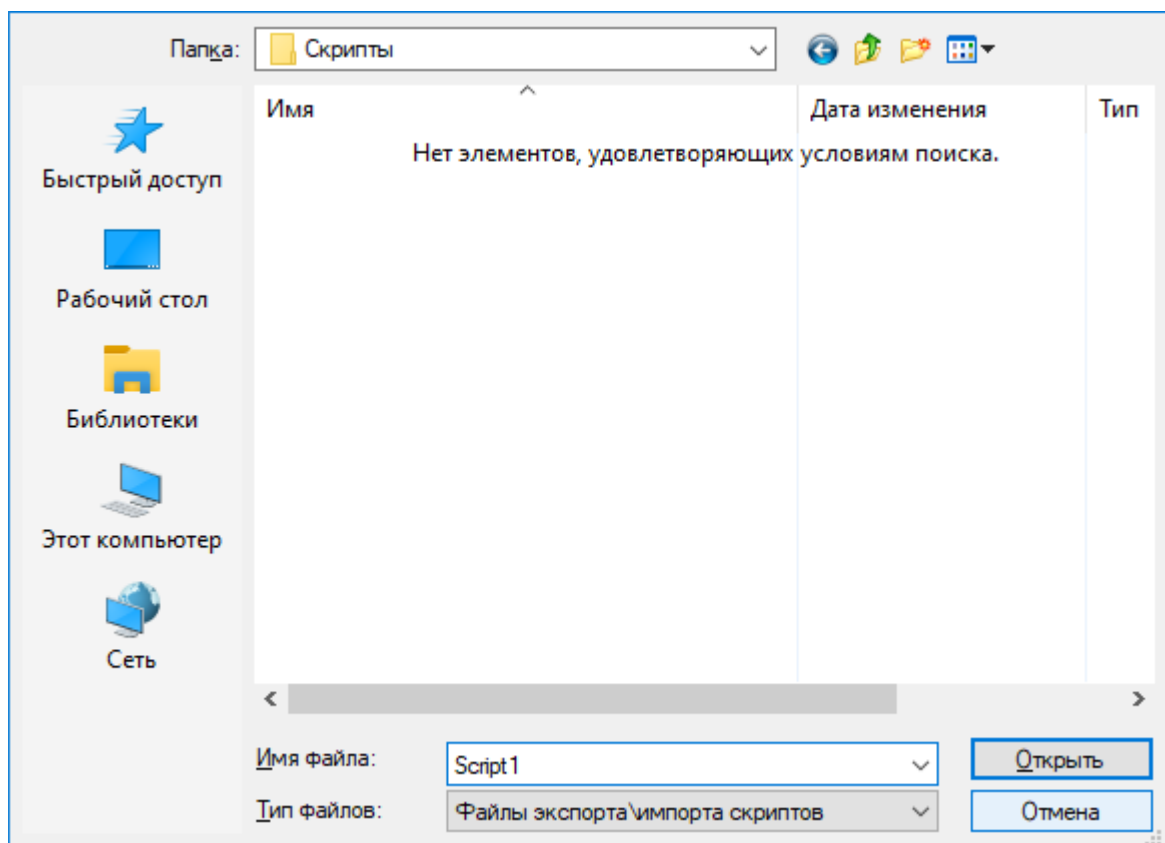 Папка:
Скрипты
Имя
Дата изменения
Тип
Нет элементов, удовлетворяющих условиям поиска.
Быстрый доступ
Рабочий стол
Библиотеки
Этот компьютер
Сеть
Имя файла:
Script1
Открыть
Тип файлов:
Файлы экспорта\импорта скриптов
Отмена